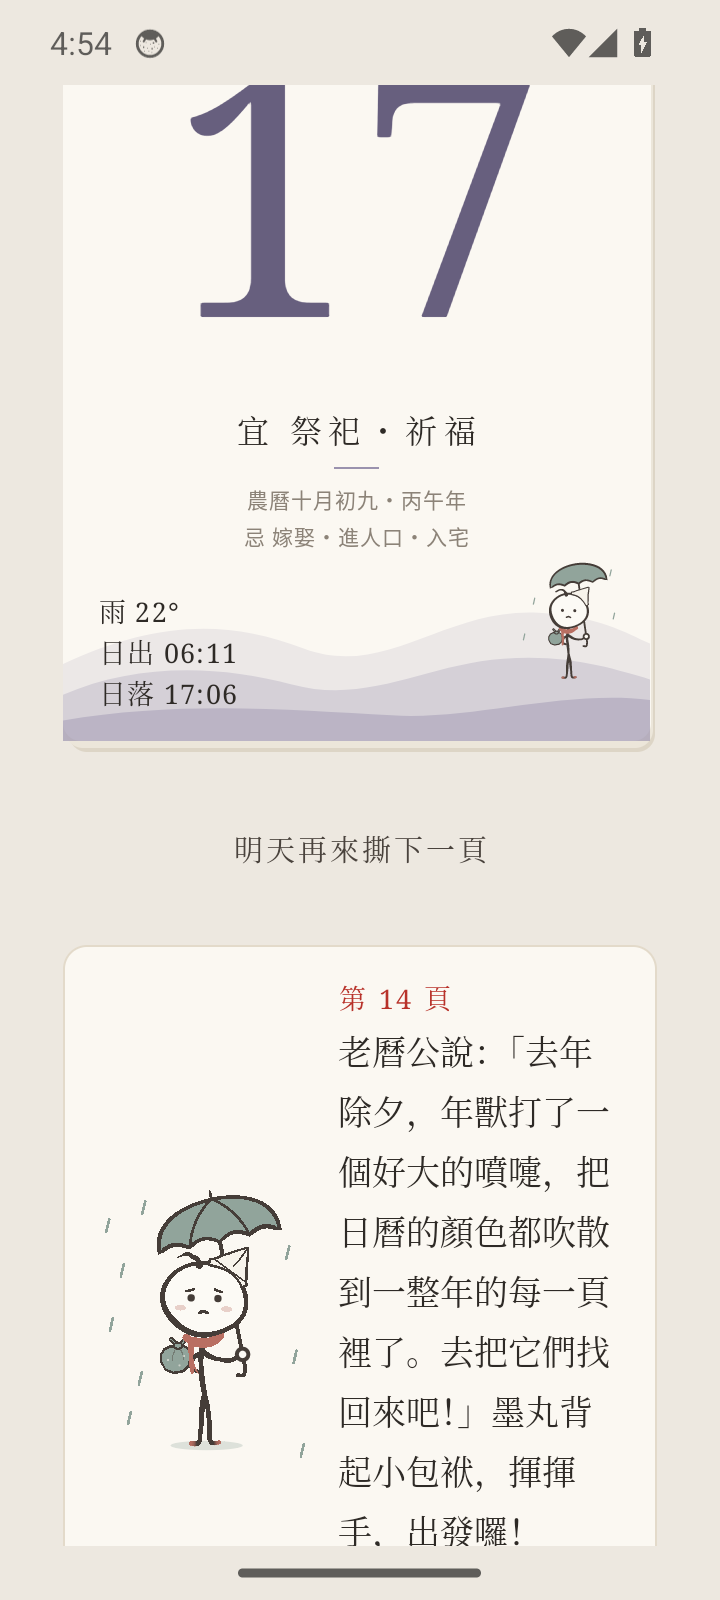 4:54
17
宜 祭祀・祈福
農曆十月初九・丙午年
忌 嫁娶・進人口・入宅
雨 22°
日出 06:11
日落 17:06
明天再來撕下一頁
第 14 頁
老曆公說：「去年
除夕，年獸打了一
個好大的噴嚏，把
日曆的顏色都吹散
到一整年的每一頁
裡了。去把它們找
回來吧！」墨丸背
起小包袱，揮揮
手，出發囉！